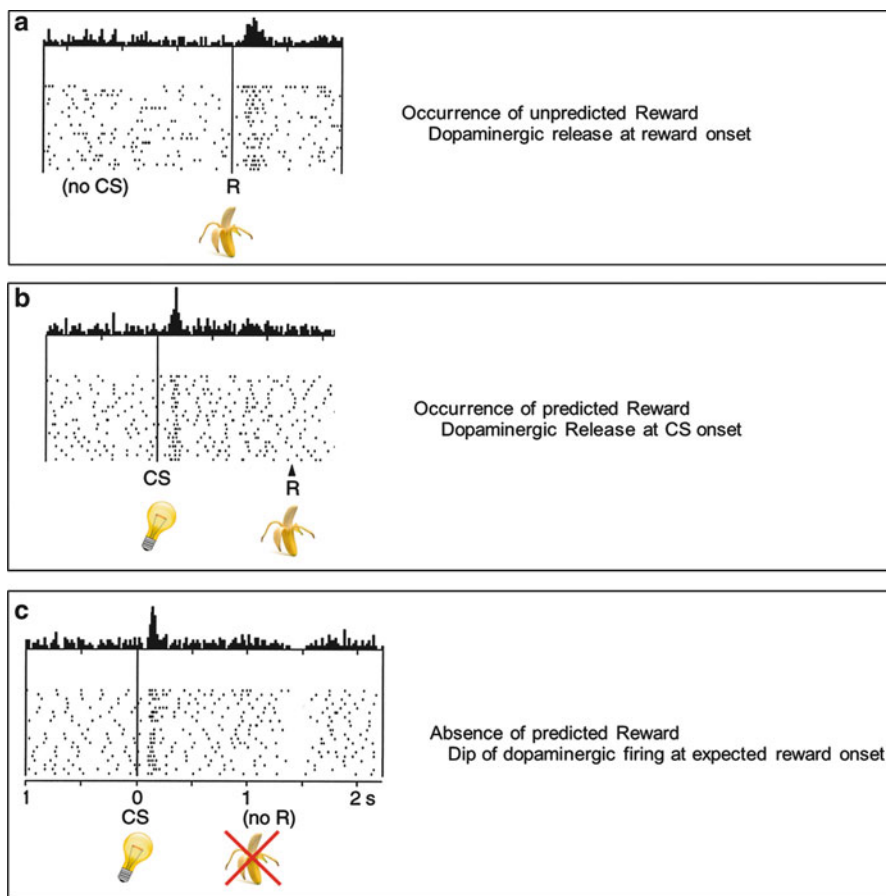 a
(no CS)
R
Occurrence of unpredicted Reward
Dopaminergic release at reward onset
b
CS
R
Occurrence of predicted Reward
Dopaminergic Release at CS onset
c
1 0 1 2 s
CS (no R)
Absence of predicted Reward
Dip of dopaminergic firing at expected reward onset